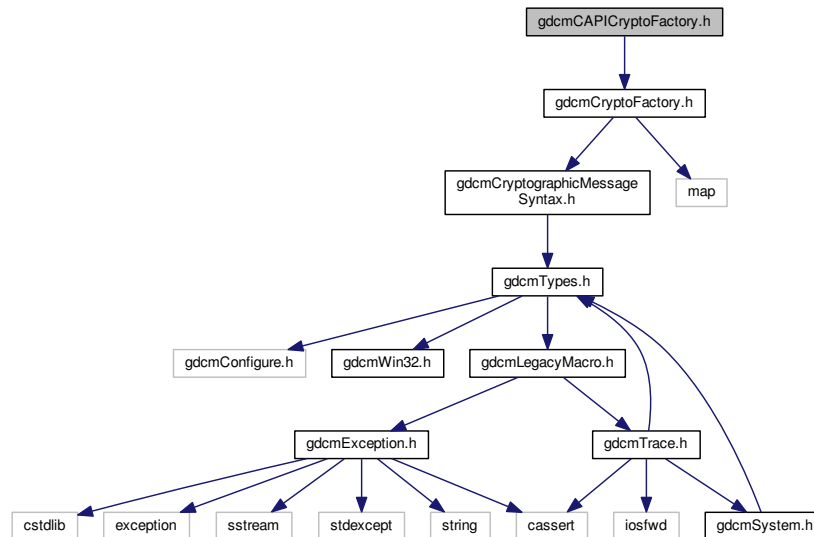 gdcmCAPICryptoFactory.h
gdcmCryptoFactory.h
gdcmCryptographicMessage
Syntax.h
map
gdcmTypes.h
gdcmConfigure.h
gdcmWin32.h
gdcmLegacyMacro.h
gdcmException.h
gdcmTrace.h
cstdlib
exception
sstream
stdexcept
string
cassert
iosfwd
gdcmSystem.h